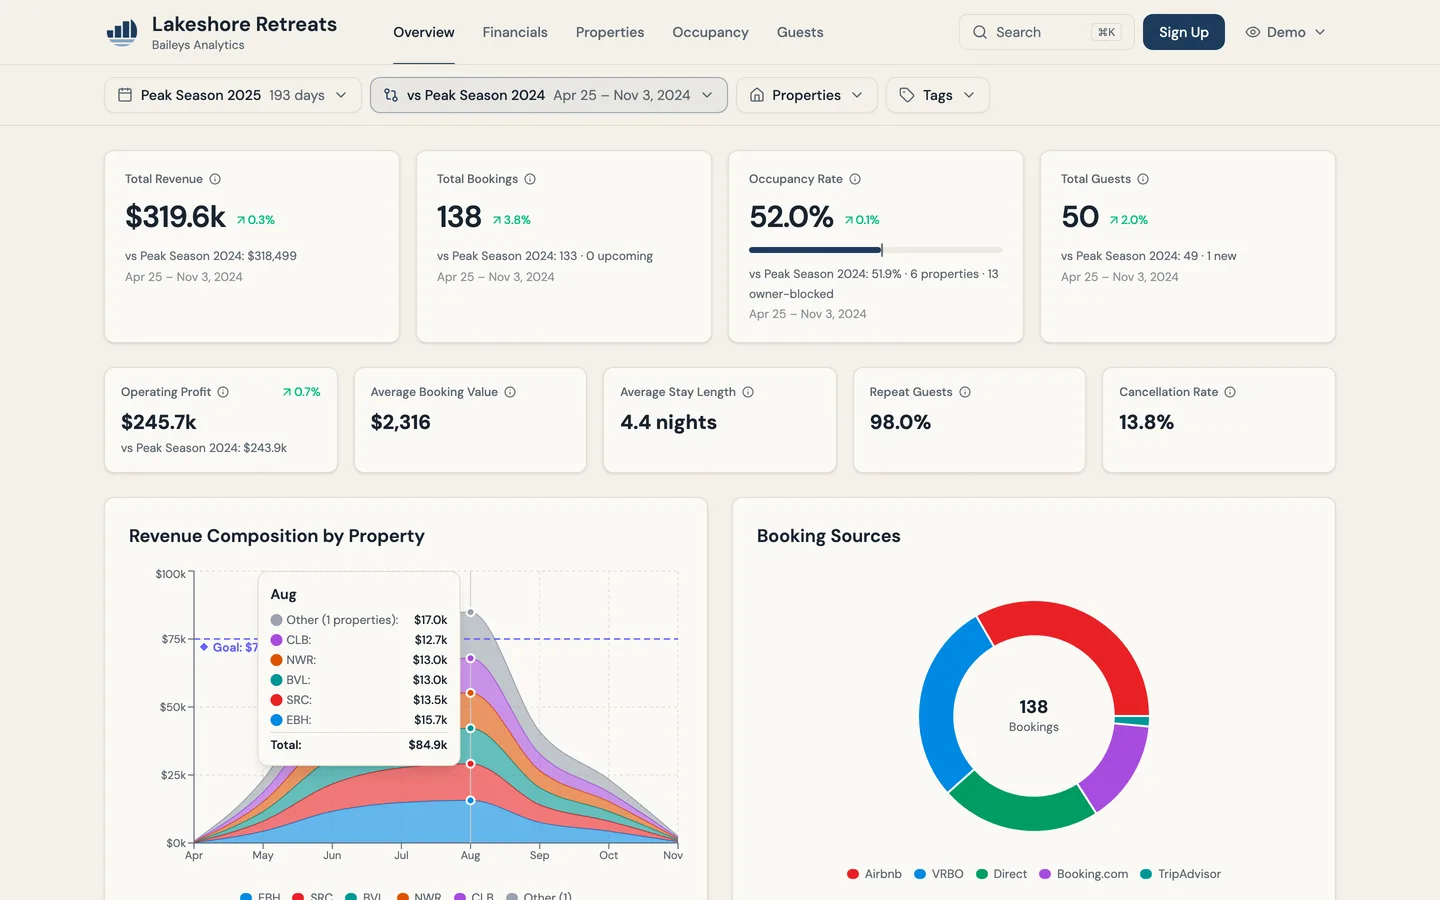 Lakeshore Retreats
Baileys Analytics
Overview
Financials
Properties
Occupancy
Guests
Search
⌘K
Sign Up
Demo
Peak Season 2025 193 days
vs Peak Season 2024 Apr 25 – Nov 3, 2024
Properties
Tags
Total Revenue
$319.6k 0.3%
vs Peak Season 2024: $318,499
Apr 25 – Nov 3, 2024
Total Bookings
138 3.8%
vs Peak Season 2024: 133 · 0 upcoming
Apr 25 – Nov 3, 2024
Occupancy Rate
52.0% 0.1%
vs Peak Season 2024: 51.9% · 6 properties · 13
owner-blocked
Apr 25 – Nov 3, 2024
Total Guests
50 2.0%
vs Peak Season 2024: 49 · 1 new
Apr 25 – Nov 3, 2024
Operating Profit 0.7%
$245.7k
vs Peak Season 2024: $243.9k
Average Booking Value
$2,316
Average Stay Length
4.4 nights
Repeat Guests
98.0%
Cancellation Rate
13.8%
Revenue Composition by Property
$100k
$75k
$50k
$25k
$0k
Goal: $7
Aug
Other (1 properties): $17.0k
CLB: $12.7k
NWR: $13.0k
BVL: $13.0k
SRC: $13.5k
EBH: $15.7k
Total: $84.9k
Apr May Jun Jul Aug Sep Oct Nov
EBH SRC BVL NWR CLB Other (1)
Booking Sources
138
Bookings
Airbnb VRBO Direct Booking.com TripAdvisor